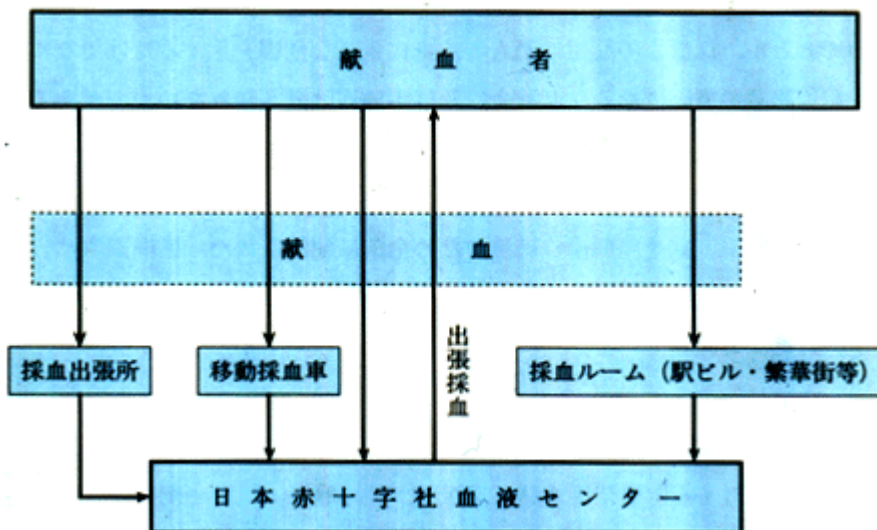 献血者
献血
出張採血
採血出張所
移動採血車
採血ルーム（駅ビル・繁華街等）
日本赤十字社血液センター